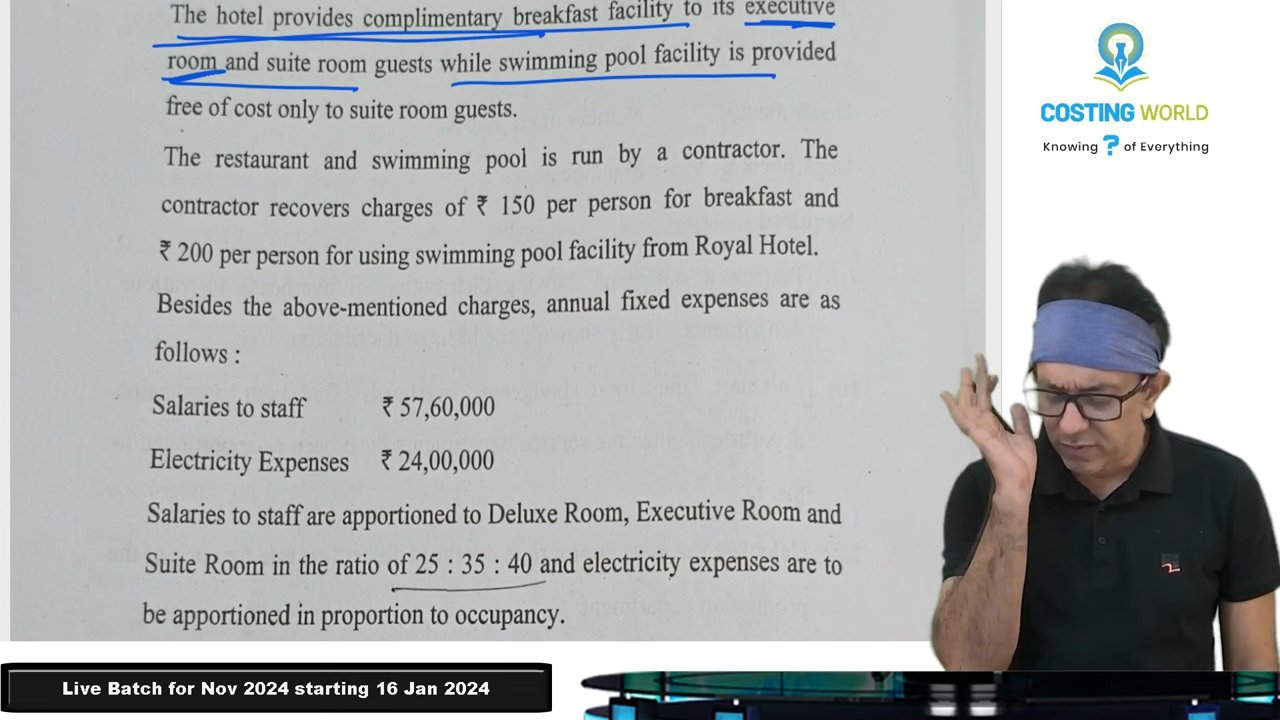 The hotel provides complimentary breakfast facility to its executive
room and suite room guests while swimming pool facility is provided
free of cost only to suite room guests.
The restaurant and swimming pool is run by a contractor. The
contractor recovers charges of ₹ 150 per person for breakfast and
₹ 200 per person for using swimming pool facility from Royal Hotel.
Besides the above-mentioned charges, annual fixed expenses are as
follows :
Salaries to staff ₹ 57,60,000
Electricity Expenses ₹ 24,00,000
Salaries to staff are apportioned to Deluxe Room, Executive Room and
Suite Room in the ratio of 25 : 35 : 40 and electricity expenses are to
be apportioned in proportion to occupancy.
COSTING WORLD
Knowing ? of Everything
Live Batch for Nov 2024 starting 16 Jan 2024